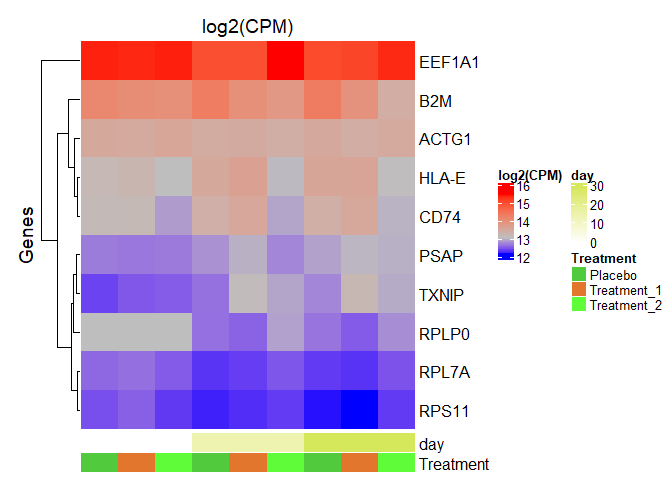 log2(CPM)
Genes
EEF1A1
B2M
ACTG1
HLA-E
CD74
PSAP
TXNIP
RPLP0
RPL7A
RPS11
day
Treatment
log2(CPM)
16
15
14
13
12
day
30
20
10
0
Treatment
Placebo
Treatment_1
Treatment_2